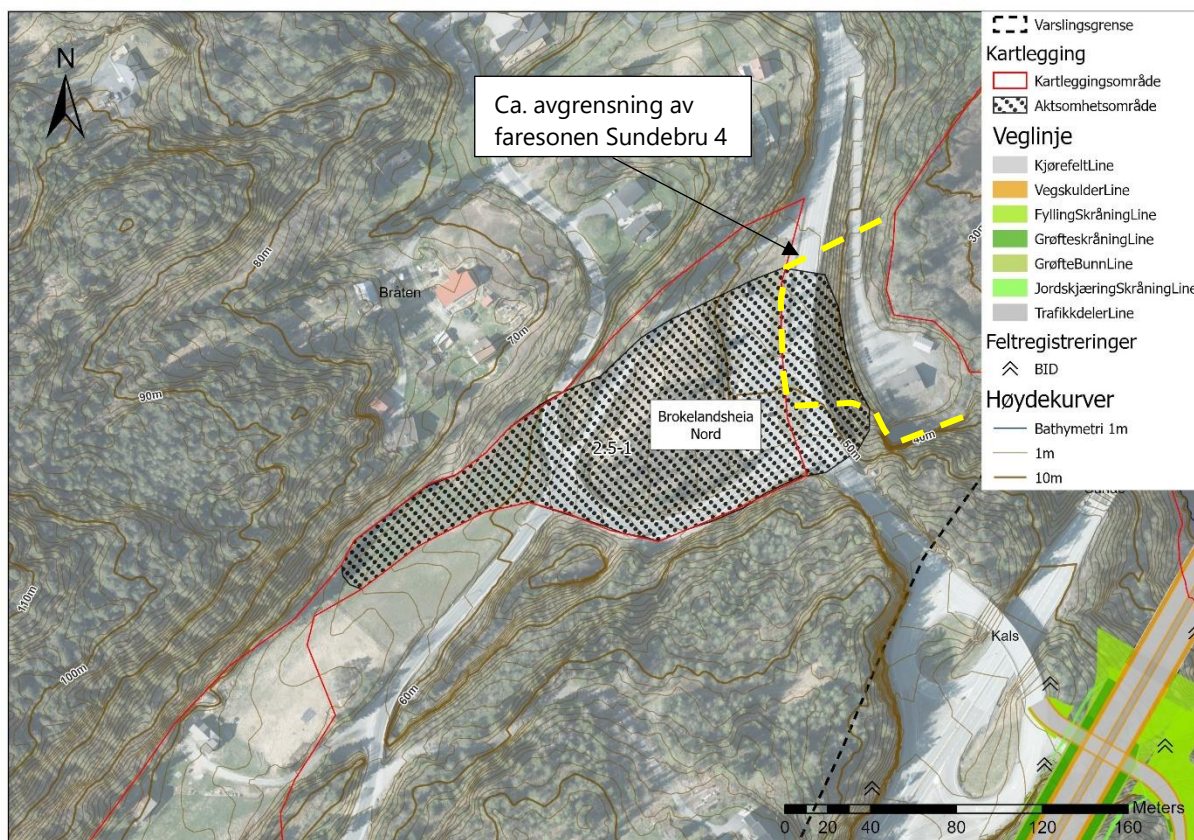 N
Ca. avgrensning av
faresonen Sundebru 4
Varslingsgrense
Kartlegging
Kartleggingsområde
Aktsomhetsområde
Veglinje
KjørefeltLine
VegskulderLine
FyllingSkråningLine
GrøfteskråningLine
GrøfteBunnLine
JordskjæringSkråningLine
TrafikkdelerLine
Feltregistreringer
BID
Høydekurver
Bathymetri 1m
1m
10m
80m
Bråten
70m
90m
Brokelandsheia
Nord
2.5-1
50m
40m
110m
100m
60m
Kals
Meters
0 20 40 80 120 160